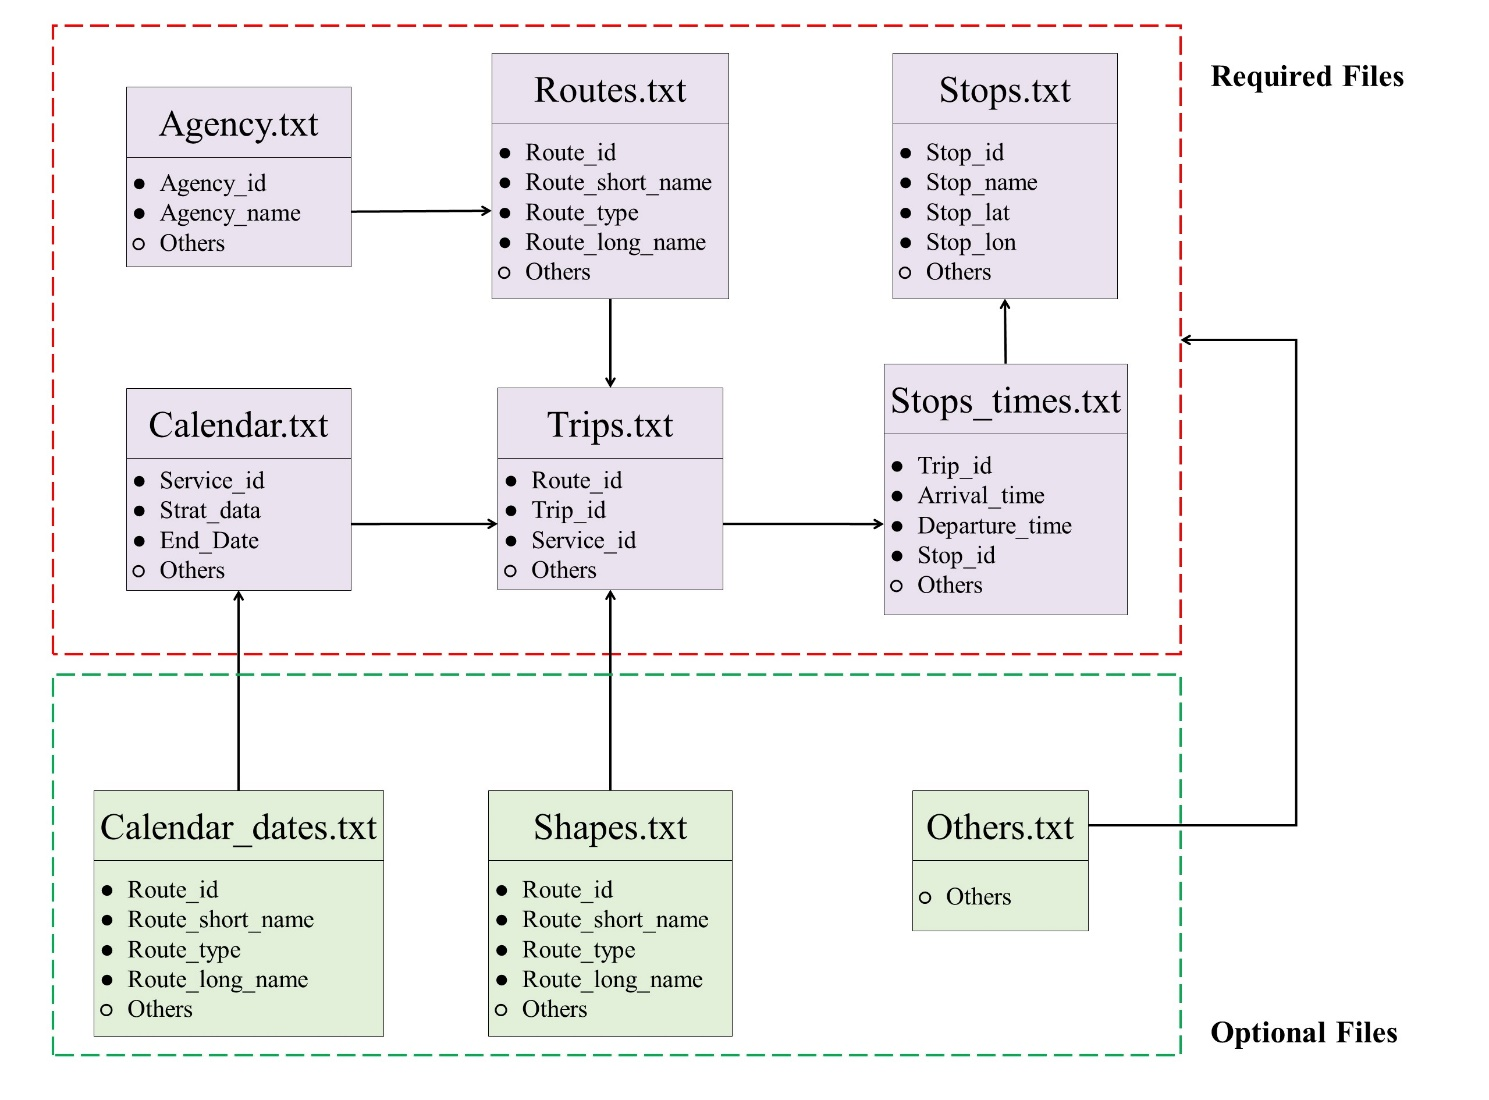 Required Files
Agency.txt
Agency_id
Agency_name
Others
Routes.txt
Route_id
Route_short_name
Route_type
Route_long_name
Others
Stops.txt
Stop_id
Stop_name
Stop_lat
Stop_lon
Others
Calendar.txt
Service_id
Strat_data
End_Date
Others
Trips.txt
Route_id
Trip_id
Service_id
Others
Stops_times.txt
Trip_id
Arrival_time
Departure_time
Stop_id
Others
Calendar_dates.txt
Route_id
Route_short_name
Route_type
Route_long_name
Others
Shapes.txt
Route_id
Route_short_name
Route_type
Route_long_name
Others
Others.txt
Others
Optional Files